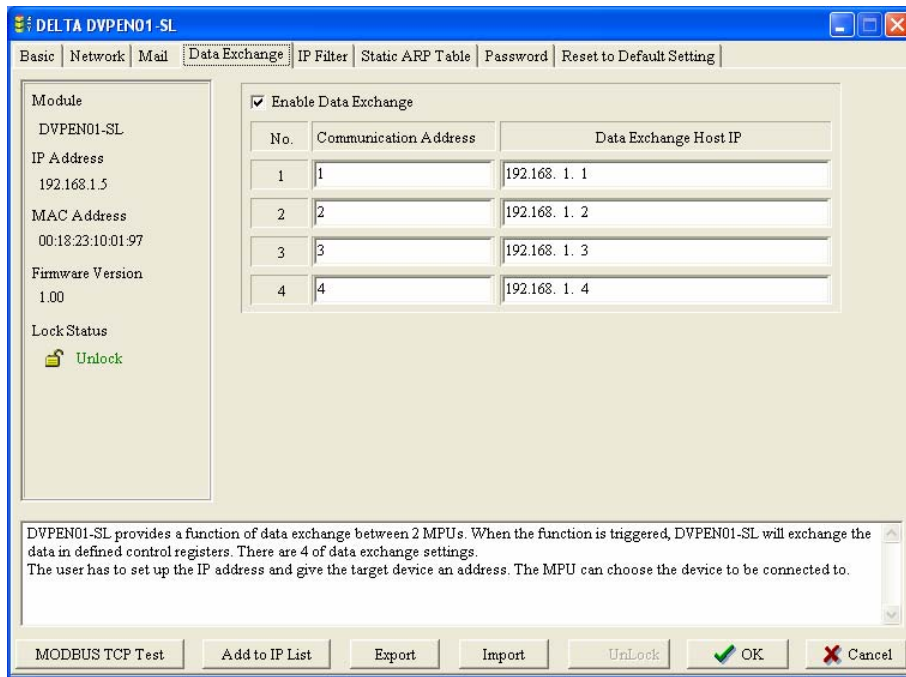 DELTA DVPEN01-SL
Basic Network Mail Data Exchange IP Filter Static ARP Table Password Reset to Default Setting
Module
DVPEN01-SL
IP Address
192.168.1.5
MAC Address
00:18:23:10:01:97
Firmware Version
1.00
Lock Status
Unlock
Enable Data Exchange
No. Communication Address Data Exchange Host IP
1 1 192.168. 1. 1
2 2 192.168. 1. 2
3 3 192.168. 1. 3
4 4 192.168. 1. 4
DVPEN01-SL provides a function of data exchange between 2 MPUs. When the function is triggered, DVPEN01-SL will exchange the
data in defined control registers. There are 4 of data exchange settings.
The user has to set up the IP address and give the target device an address. The MPU can choose the device to be connected to.
MODBUS TCP Test Add to IP List Export Import UnLock OK Cancel